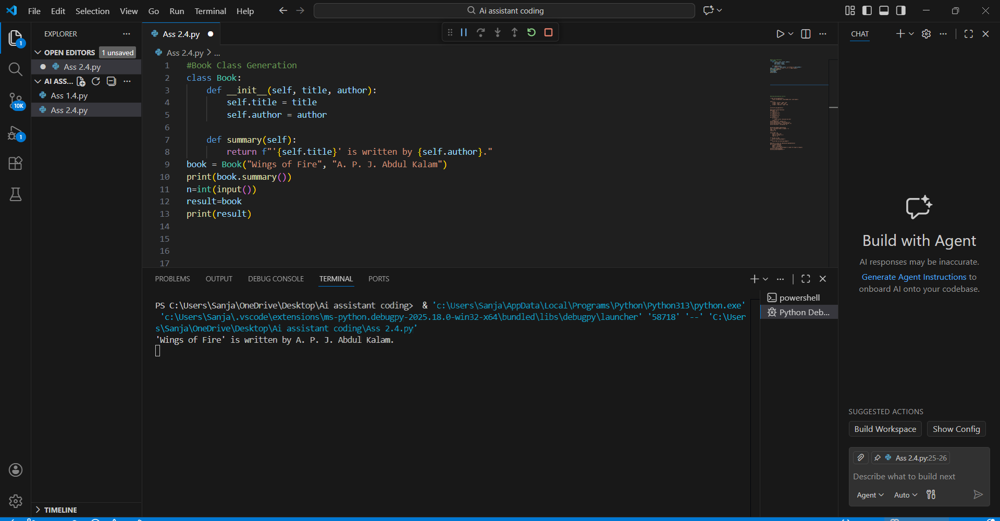 File Edit Selection View Go Run Terminal Help
Ai assistant coding
EXPLORER
OPEN EDITORS 1 unsaved
Ass 2.4.py
AI ASS...
Ass 1.4.py
Ass 2.4.py
TIMELINE
1
10K
1
Ass 2.4.py
Ass 2.4.py > ...
1 #Book Class Generation
2 class Book:
3     def __init__(self, title, author):
4         self.title = title
5         self.author = author
6
7     def summary(self):
8         return f"'{self.title}' is written by {self.author}."
9 book = Book("Wings of Fire", "A. P. J. Abdul Kalam")
10 print(book.summary())
11 n=int(input())
12 result=book
13 print(result)
14
15
16
17
PROBLEMS OUTPUT DEBUG CONSOLE TERMINAL PORTS
PS C:\Users\Sanja\OneDrive\Desktop\Ai assistant coding>  & 'c:\Users\Sanja\AppData\Local\Programs\Python\Python313\python.exe'
'c:\Users\Sanja\.vscode\extensions\ms-python.debugpy-2025.18.0-win32-x64\bundled\libs\debugpy\launcher' '58718' '--' 'C:\User
s\Sanja\OneDrive\Desktop\Ai assistant coding\Ass 2.4.py'
'Wings of Fire' is written by A. P. J. Abdul Kalam.
powershell
Python Deb...
CHAT
Build with Agent
AI responses may be inaccurate.
Generate Agent Instructions to
onboard AI onto your codebase.
SUGGESTED ACTIONS
Build Workspace Show Config
Ass 2.4.py:25-26
Describe what to build next
Agent Auto